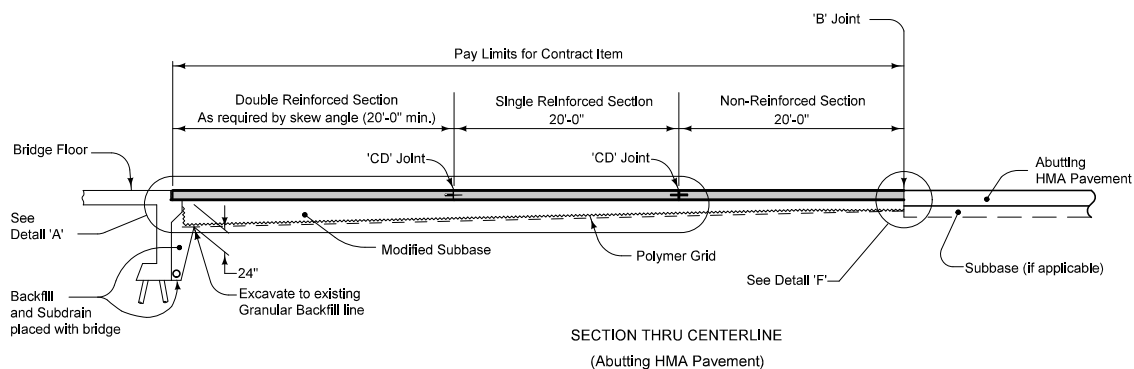 'B' Joint
Pay Limits for Contract Item
Double Reinforced Section
As required by skew angle (20'-0" min.)
Single Reinforced Section
20'-0"
Non-Reinforced Section
20'-0"
Bridge Floor
'CD' Joint
'CD' Joint
Abutting
HMA Pavement
See
Detail 'A'
Modified Subbase
Polymer Grid
24"
See Detail 'F'
Subbase (if applicable)
Backfill
and Subdrain
placed with bridge
Excavate to existing
Granular Backfill line
SECTION THRU CENTERLINE
(Abutting HMA Pavement)